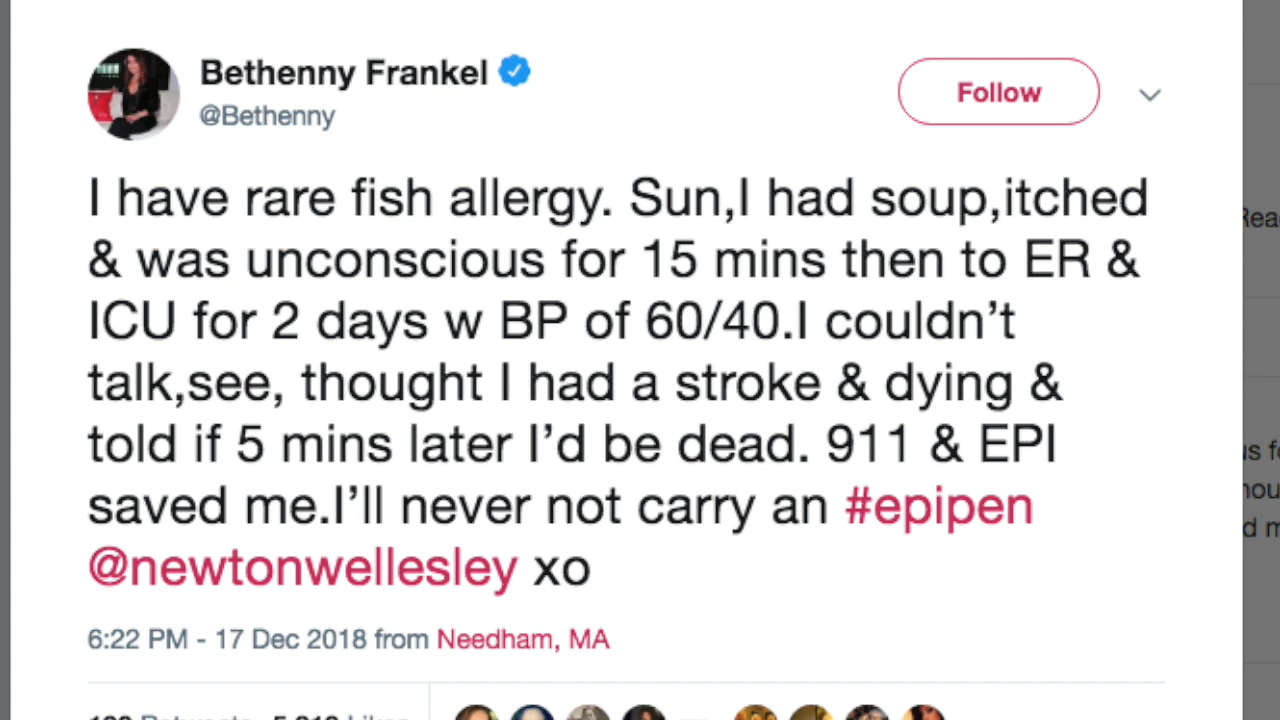 Bethenny Frankel
@Bethenny
Follow
I have rare fish allergy. Sun,I had soup,itched
& was unconscious for 15 mins then to ER &
ICU for 2 days w BP of 60/40.I couldn’t
talk,see, thought I had a stroke & dying &
told if 5 mins later I’d be dead. 911 & EPI
saved me.I’ll never not carry an #epipen
@newtonwellesley xo
6:22 PM - 17 Dec 2018 from Needham, MA